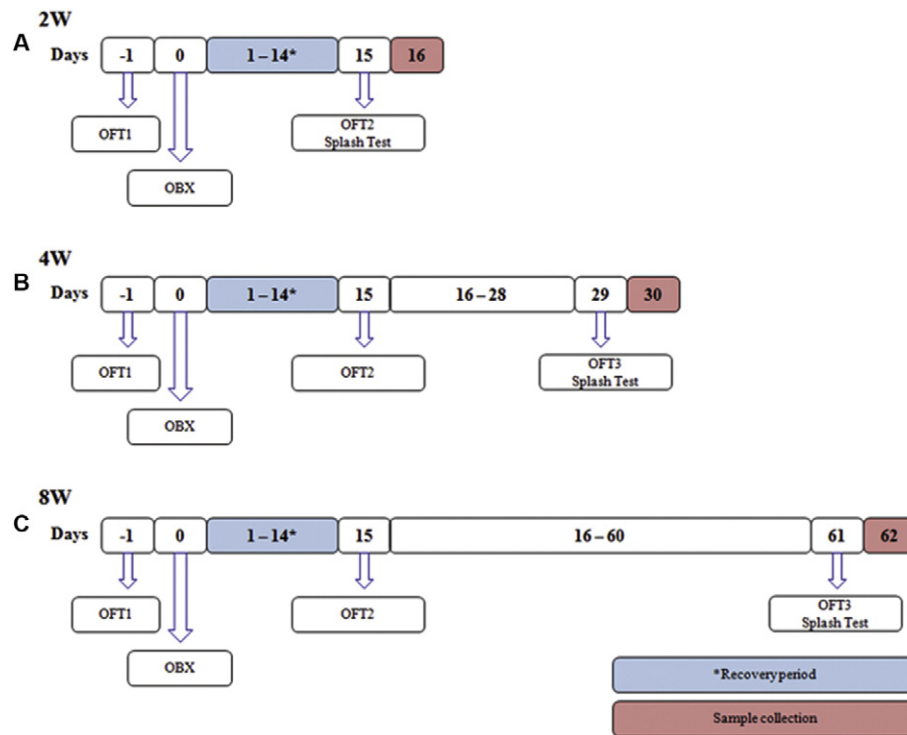 2W
A
Days -1 0 1 – 14* 15 16
OFT1
OFT2
Splash Test
OBX
4W
B
Days -1 0 1 – 14* 15 16 – 28 29 30
OFT1
OFT2
OFT3
Splash Test
OBX
8W
C
Days -1 0 1 – 14* 15 16 – 60 61 62
OFT1
OFT2
OFT3
Splash Test
OBX
*Recovery period
Sample collection